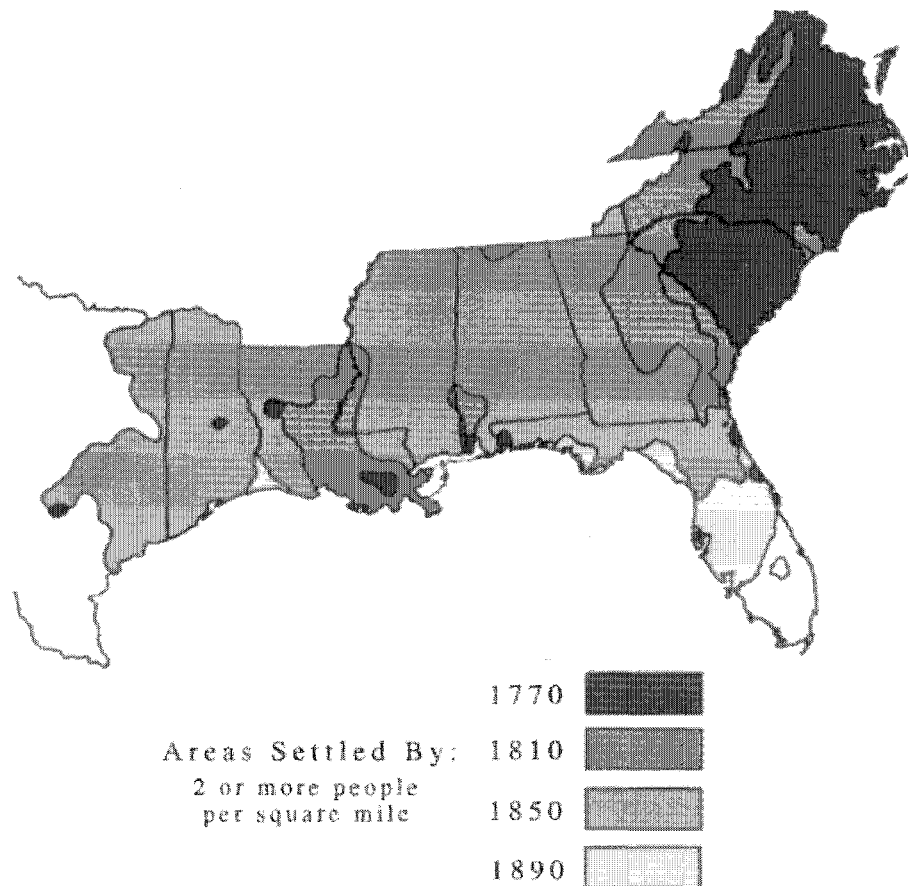 1770
Areas Settled By: 1810
2 or more people
per square mile
1850
1890